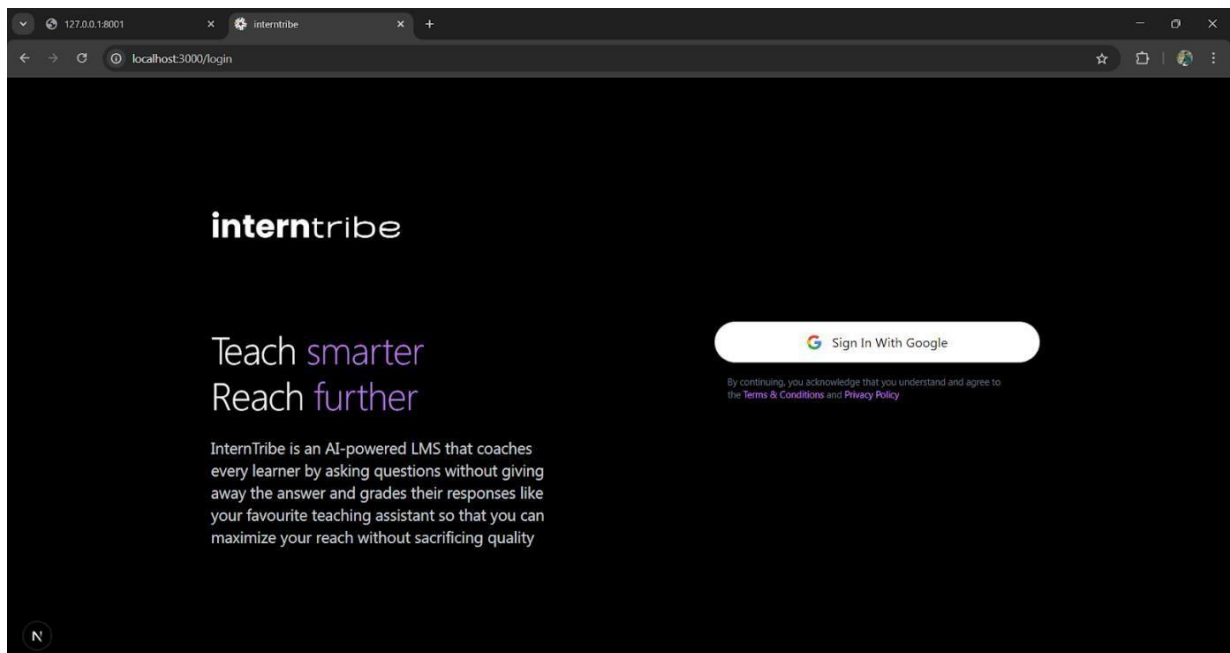 127.0.0.1:8001
interntribe
localhost:3000/login
interntribe
Teach smarter
Reach further
InternTribe is an AI-powered LMS that coaches
every learner by asking questions without giving
away the answer and grades their responses like
your favourite teaching assistant so that you can
maximize your reach without sacrificing quality
Sign In With Google
By continuing, you acknowledge that you understand and agree to
the Terms & Conditions and Privacy Policy
N